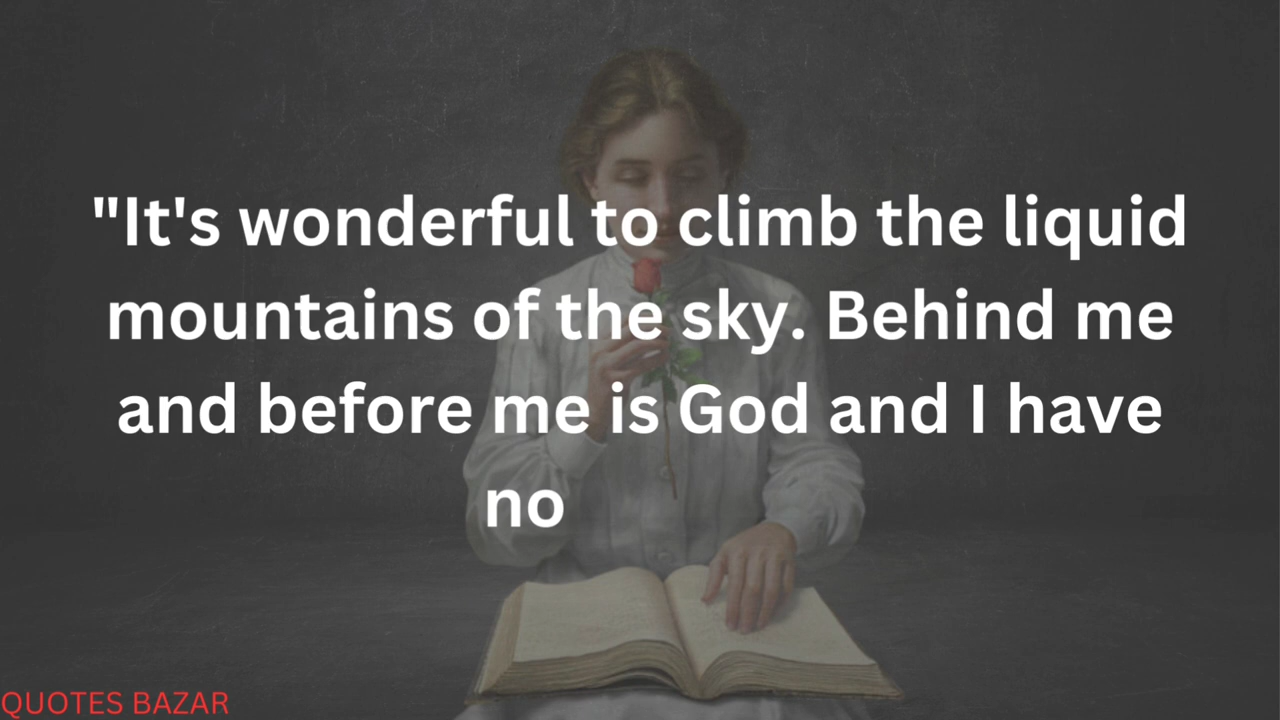 "It's wonderful to climb the liquid
mountains of the sky. Behind me
and before me is God and I have
no
QUOTES BAZAR